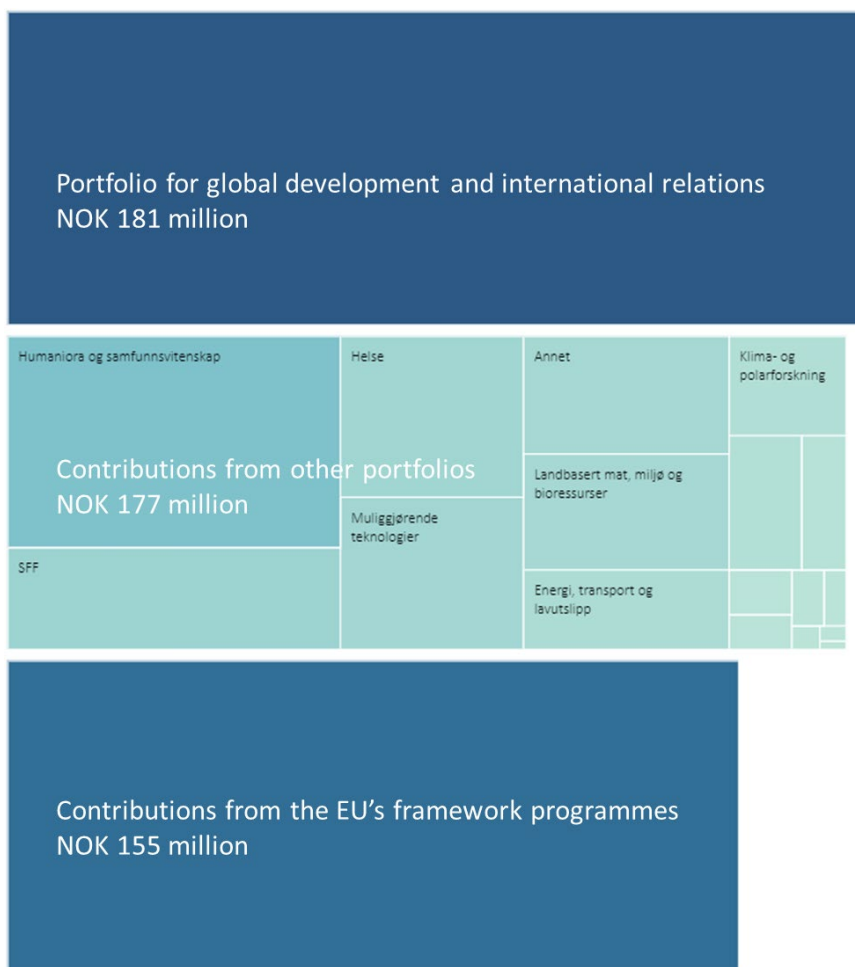 Portfolio for global development and international relations
NOK 181 million
Humaniora og samfunnsvitenskap
Helse
Annet
Klima- og
polarforskning
Contributions from other portfolios
NOK 177 million
Landbasert mat, miljø og
bioressurser
Muliggjørende
teknologier
SFF
Energi, transport og
lavutslipp
Contributions from the EU’s framework programmes
NOK 155 million